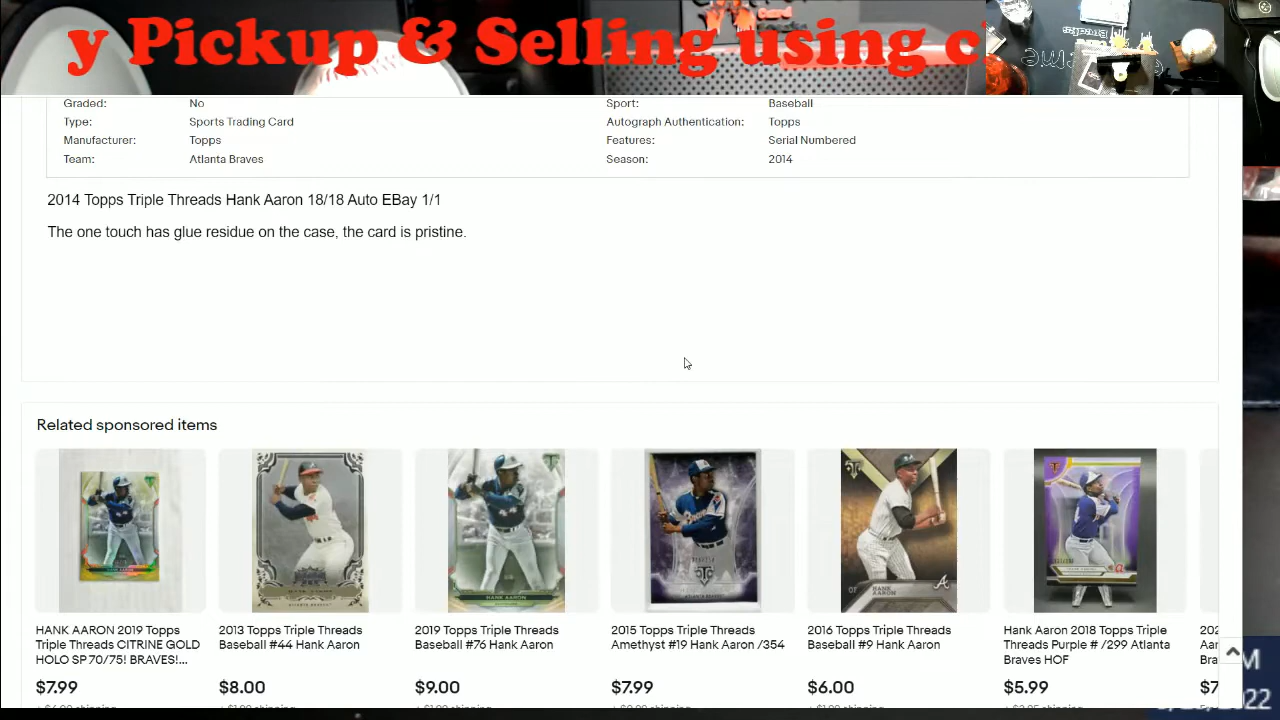 y Pickup & Selling using c
Graded: No Sport: Baseball
Type: Sports Trading Card Autograph Authentication: Topps
Manufacturer: Topps Features: Serial Numbered
Team: Atlanta Braves Season: 2014
2014 Topps Triple Threads Hank Aaron 18/18 Auto EBay 1/1
The one touch has glue residue on the case, the card is pristine.
Related sponsored items
HANK AARON 2019 Topps
Triple Threads CITRINE GOLD
HOLO SP 70/75! BRAVES!...
$7.99
2013 Topps Triple Threads
Baseball #44 Hank Aaron
$8.00
2019 Topps Triple Threads
Baseball #76 Hank Aaron
$9.00
2015 Topps Triple Threads
Amethyst #19 Hank Aaron /354
$7.99
2016 Topps Triple Threads
Baseball #9 Hank Aaron
$6.00
Hank Aaron 2018 Topps Triple
Threads Purple # /299 Atlanta
Braves HOF
$5.99
Aar
Bra
$7